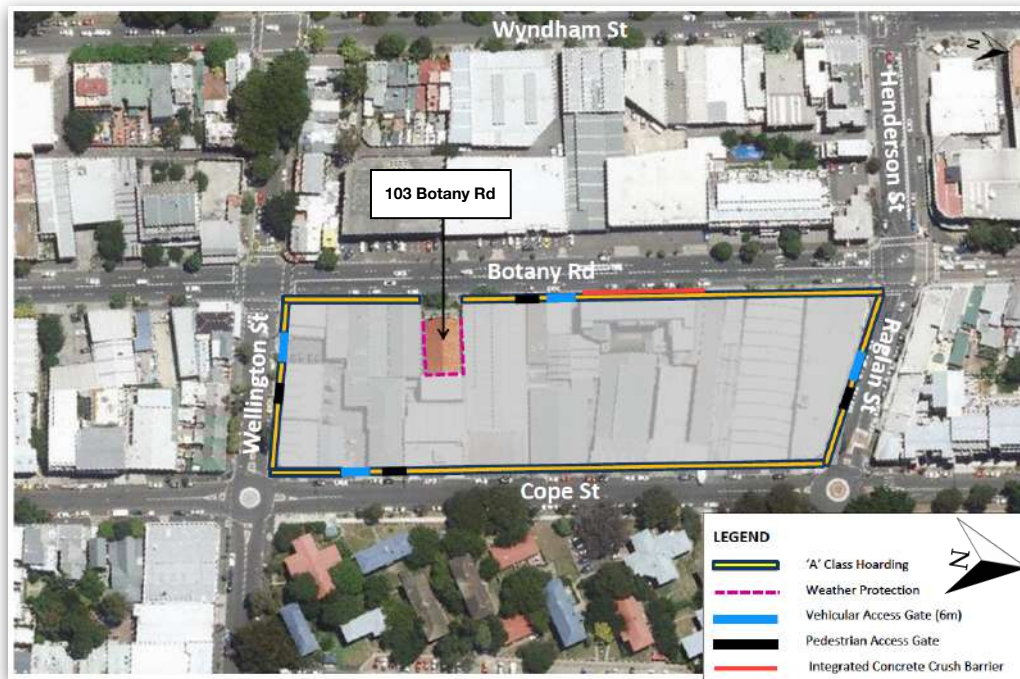 Wyndham St
N
Henderson St
103 Botany Rd
Botany Rd
Wellington St
Raglan St
Cope St
LEGEND
'A' Class Hoarding
Weather Protection
Vehicular Access Gate (6m)
Pedestrian Access Gate
Integrated Concrete Crush Barrier
N